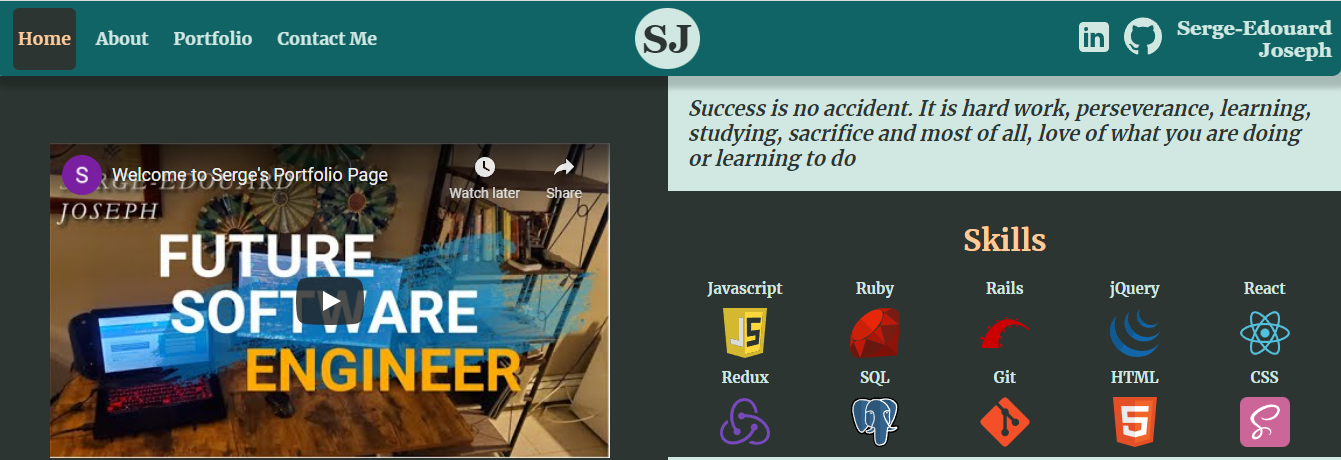 Home About Portfolio Contact Me
SJ
Serge-Edouard
Joseph
S
Welcome to Serge's Portfolio Page
Watch later
Share
SERGE-EDOUARD
JOSEPH
FUTURE
SOFTWARE
ENGINEER
Success is no accident. It is hard work, perseverance, learning,
studying, sacrifice and most of all, love of what you are doing
or learning to do
Skills
Javascript Ruby Rails jQuery React
JS
Redux SQL Git HTML CSS
5